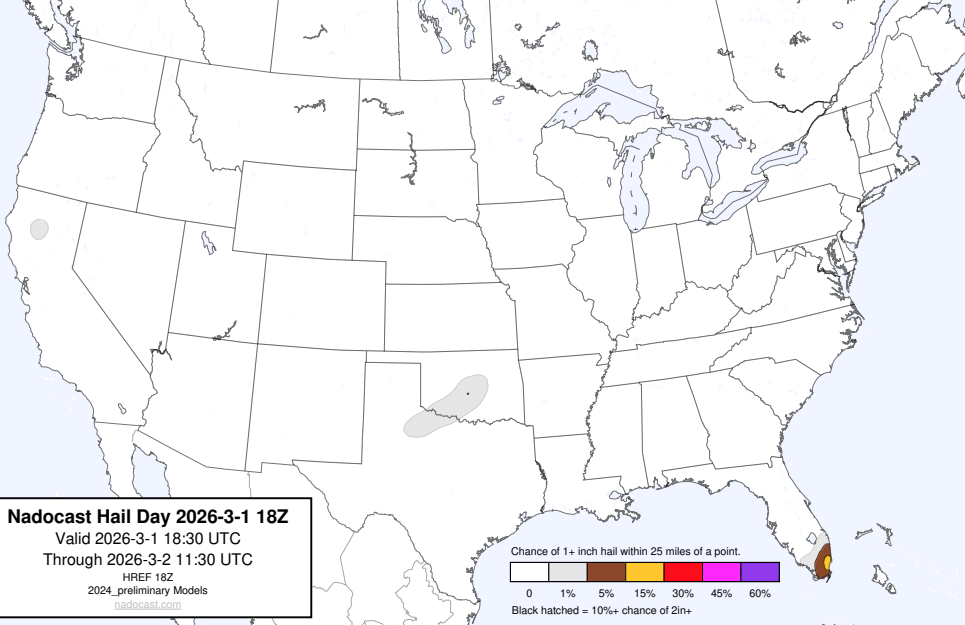 Nadocast Hail Day 2026-3-1 18Z
Valid 2026-3-1 18:30 UTC
Through 2026-3-2 11:30 UTC
HREF 18Z
2024_preliminary Models
nadocast.com
Chance of 1+ inch hail within 25 miles of a point.
0 1% 5% 15% 30% 45% 60%
Black hatched = 10%+ chance of 2in+